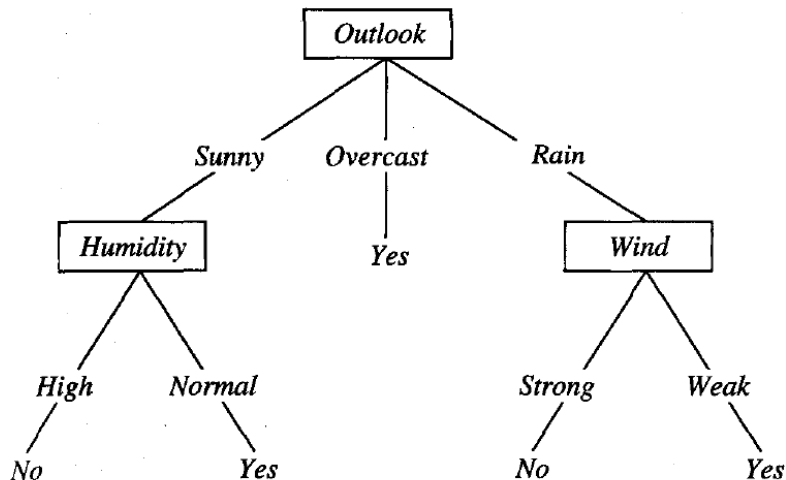 Outlook
Sunny Overcast Rain
Humidity Yes Wind
High Normal Strong Weak
No Yes No Yes